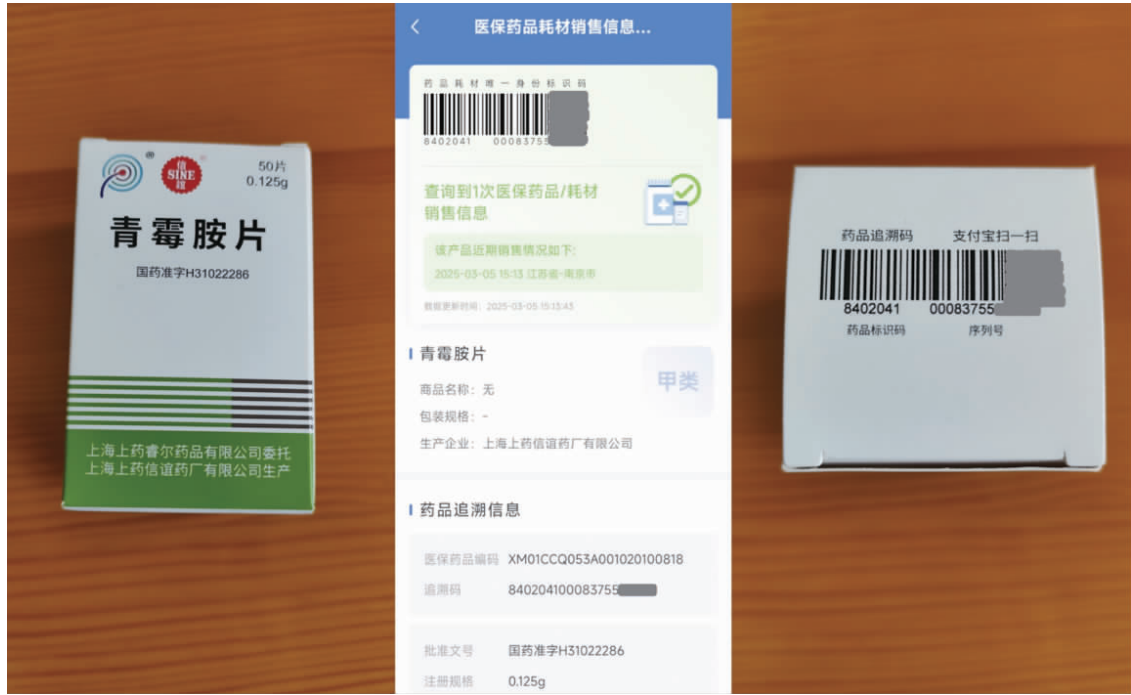 信
SINE
谊
50片
0.125g
青霉胺片
国药准字H31022286
上海上药睿尔药品有限公司委托
上海上药信谊药厂有限公司生产
医保药品耗材销售信息...
药品耗材唯一身份标识码
8402041 00083755
查询到1次医保药品/耗材
销售信息
该产品近期销售情况如下:
2025-03-05 15:13 江苏省-南京市
数据更新时间: 2025-03-05 15:13:43
青霉胺片
甲类
商品名称: 无
包装规格: -
生产企业: 上海上药信谊药厂有限公司
药品追溯信息
医保药品编码 XM01CCQ053A001020100818
追溯码 840204100083755
批准文号 国药准字H31022286
注册规格 0.125g
药品追溯码 支付宝扫一扫
8402041 00083755
药品标识码 序列号